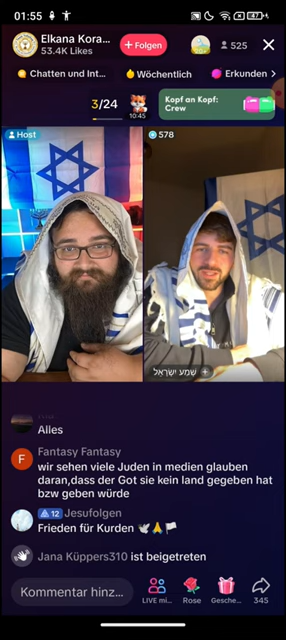 01:55
47
Elkana Kora...
53.4K Likes
+ Folgen
525
Chatten und Int...
Wöchentlich
Erkunden
3/24
10:45
Kopf an Kopf:
Crew
Host
578
שמע ישראל
Alles
F
Fantasy Fantasy
wir sehen viele Juden in medien glauben
daran,dass der Got sie kein land gegeben hat
bzw geben würde
12 Jesufolgen
Frieden für Kurden
Jana Küppers310 ist beigetreten
Kommentar hinz...
LIVE mi...
Rose
Gesche...
345